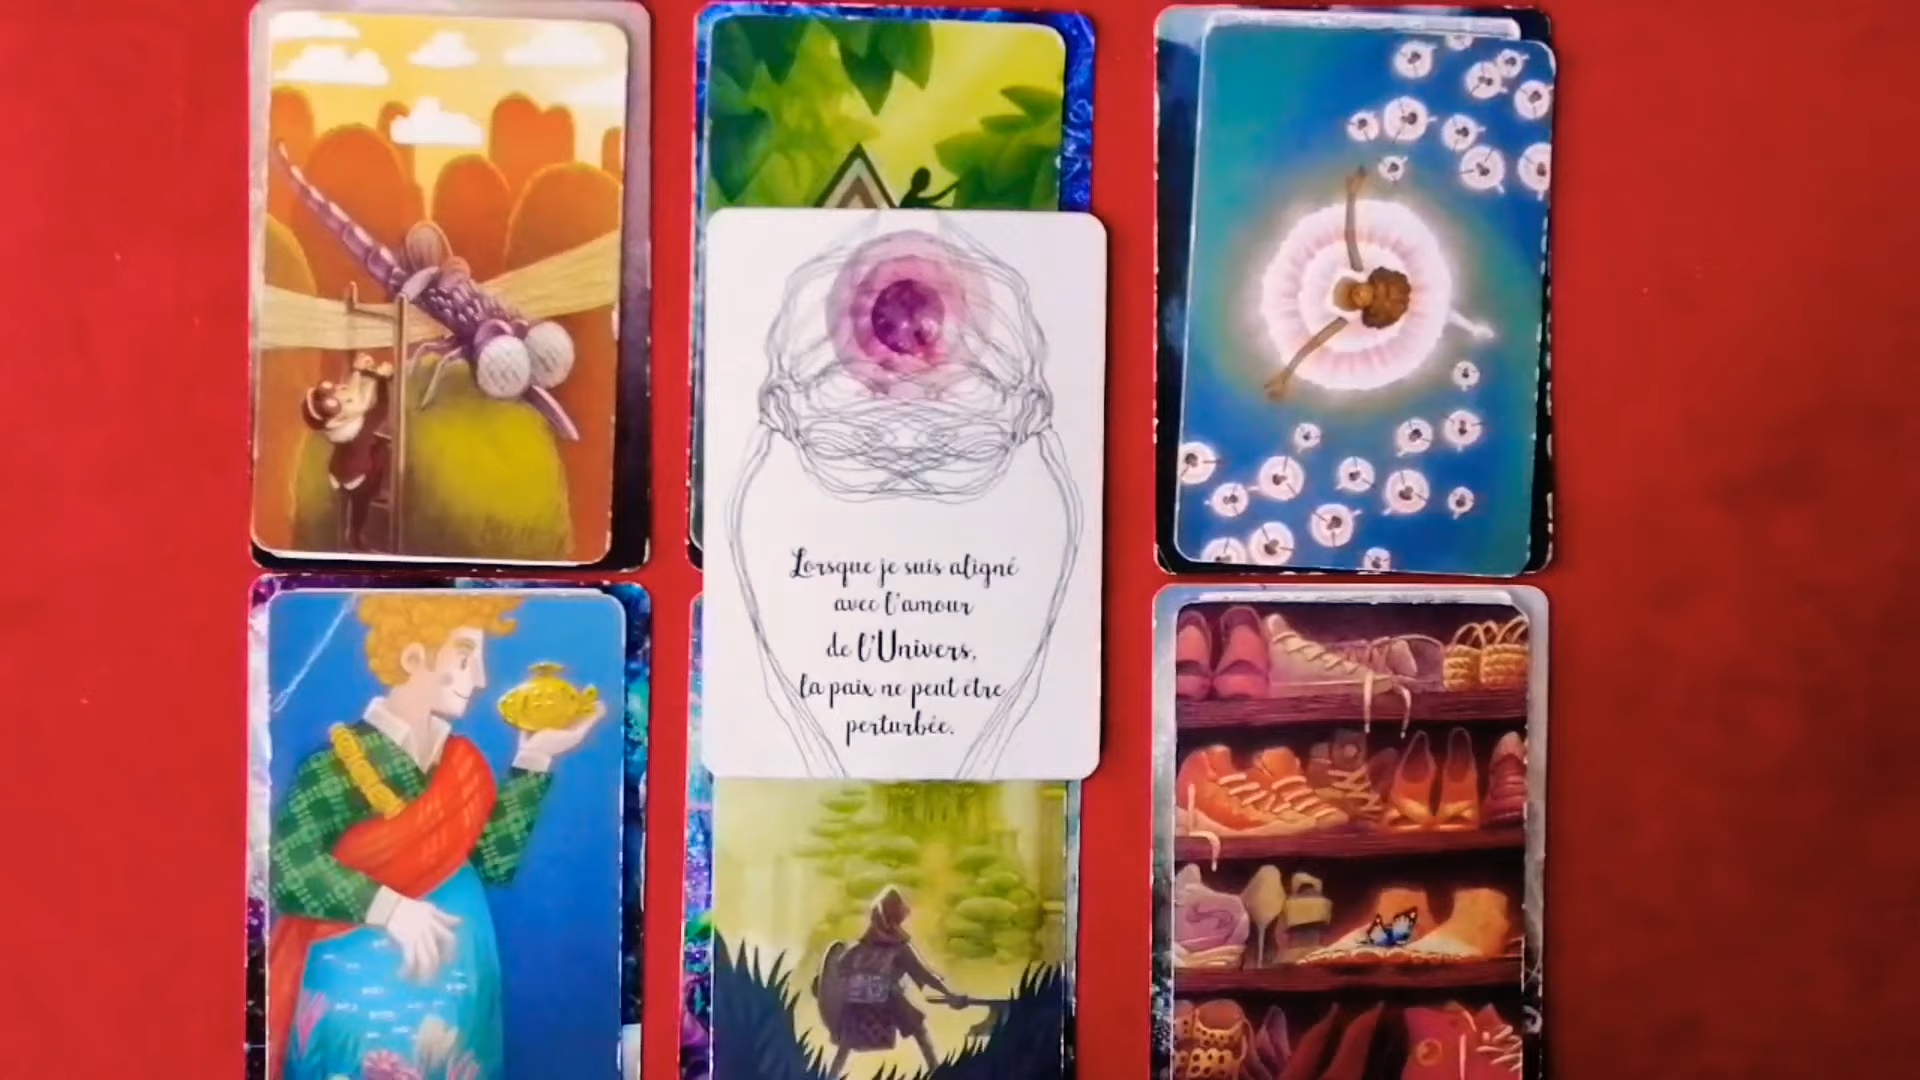 Lorsque je suis aligné
avec l'amour
de l'Univers,
la paix ne peut être
perturbée.